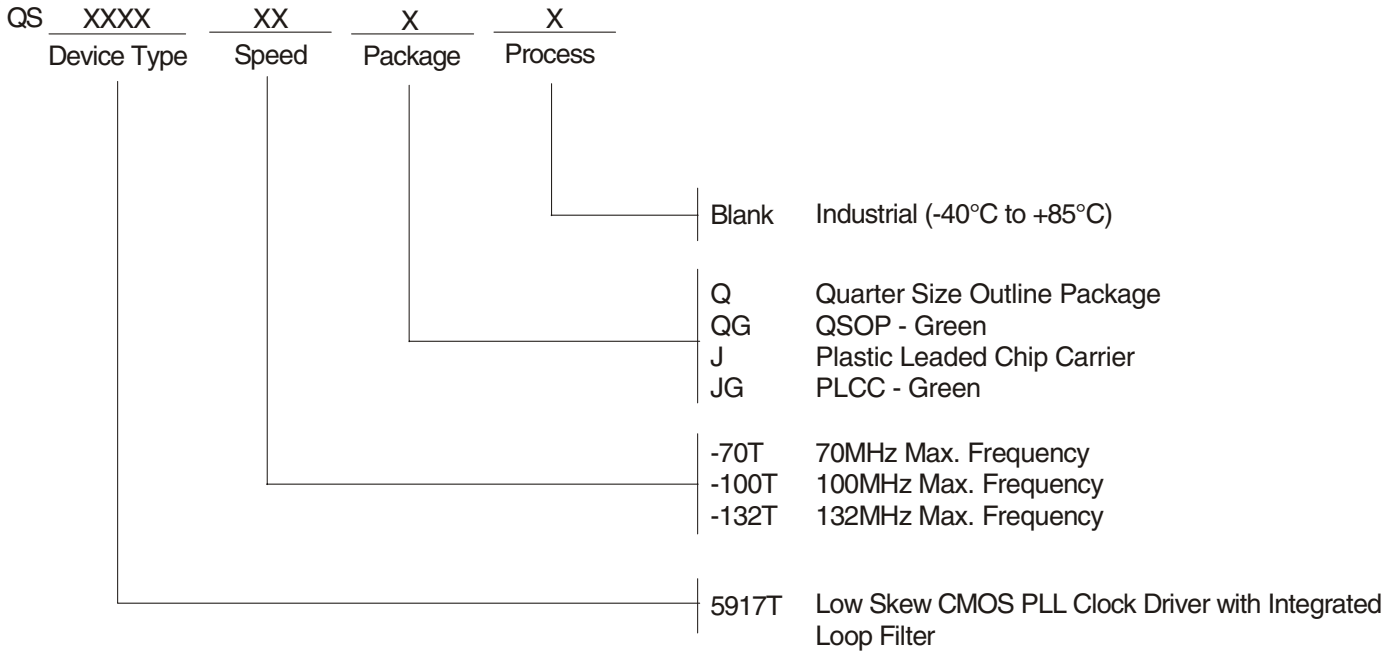 QS XXXX XX X X
Device Type Speed Package Process
Blank Industrial (-40°C to +85°C)
Q Quarter Size Outline Package
QG QSOP - Green
J Plastic Leaded Chip Carrier
JG PLCC - Green
-70T 70MHz Max. Frequency
-100T 100MHz Max. Frequency
-132T 132MHz Max. Frequency
5917T Low Skew CMOS PLL Clock Driver with Integrated
Loop Filter